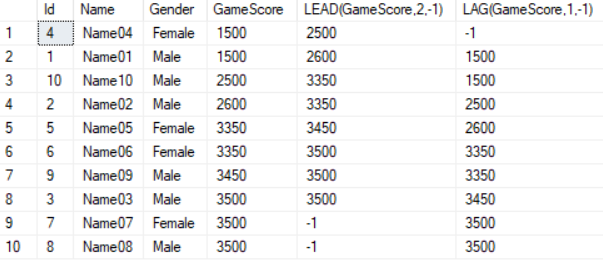 Id Name Gender GameScore LEAD(GameScore,2,-1) LAG(GameScore,1,-1)
1 4 Name04 Female 1500 2500 -1
2 1 Name01 Male 1500 2600 1500
3 10 Name10 Male 2500 3350 1500
4 2 Name02 Male 2600 3350 2500
5 5 Name05 Female 3350 3450 2600
6 6 Name06 Female 3350 3500 3350
7 9 Name09 Male 3450 3500 3350
8 3 Name03 Male 3500 3500 3450
9 7 Name07 Female 3500 -1 3500
10 8 Name08 Male 3500 -1 3500